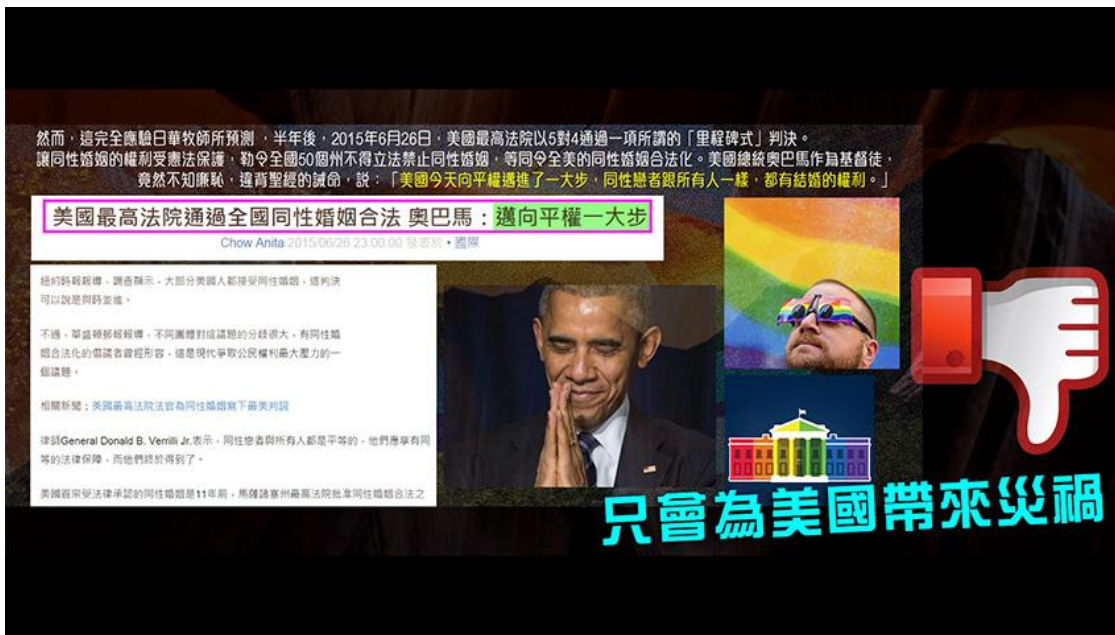 然而，這完全應驗日華牧師所預測，半年後，2015年6月26日，美國最高法院以5對4通過一項所謂的「里程碑式」判決。
讓同性婚姻的權利受憲法保護，勒令全國50個州不得立法禁止同性婚姻，等同令全美的同性婚姻合法化。美國總統奧巴馬作為基督徒，
竟然不知廉恥，違背聖經的誡命，説：「美國今天向平權邁進了一大步，同性戀者跟所有人一樣，都有結婚的權利。」
美國最高法院通過全國同性婚姻合法 奧巴馬：邁向平權一大步
Chow Anita 2015/06/26 23:00:00 發表於 • 國際
紐約時報報導，調查顯示，大部分美國人都接受同性婚姻，這判決
可以說是與時並進。
不過，華盛頓郵報報導，不同團體對這議題的分歧很大，有同性婚
姻合法化的倡議者曾經形容，這是現代爭取公民權利最大壓力的一
個議題。
相關新聞：美國最高法院法官為同性婚姻寫下最美判詞
律師General Donald B. Verrilli Jr.表示，同性戀者與所有人都是平等的，他們應享有同
等的法律保障，而他們終於得到了。
美國首宗受法律承認的同性婚姻是11年前，馬薩諸塞州最高法院批准同性婚姻合法之
只會為美國帶來災禍